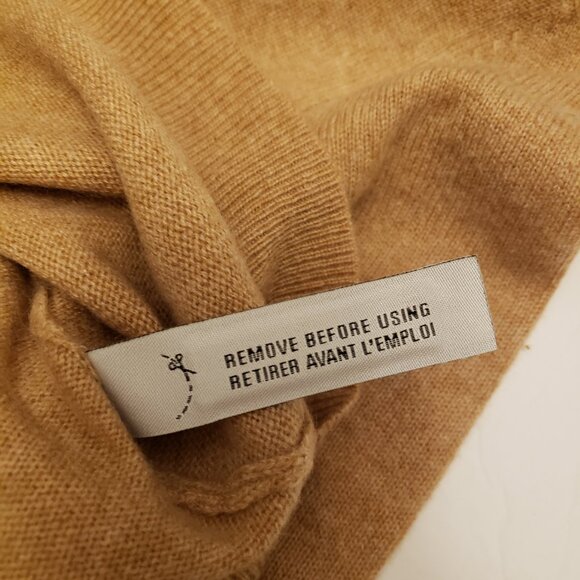 REMOVE BEFORE USING
RETIRER AVANT L'EMPLOI